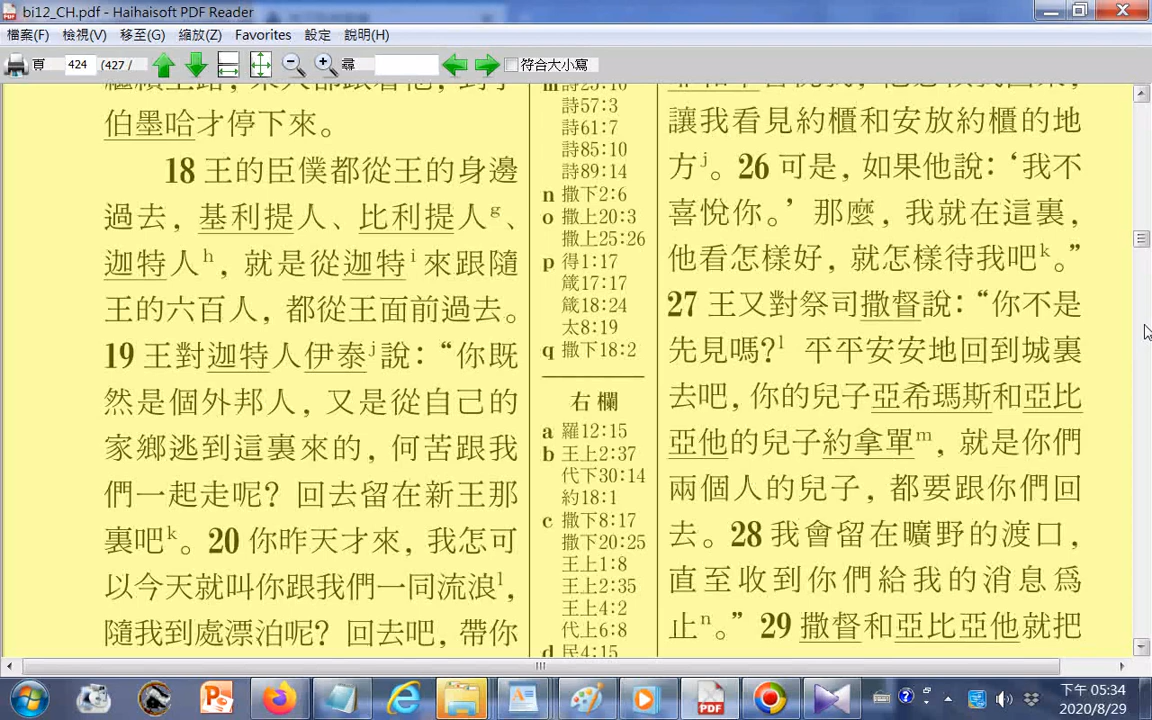 bi12_CH.pdf - Haihaisoft PDF Reader
檔案(F) 檢視(V) 移至(G) 縮放(Z) Favorites 設定 說明(H)
頁 424 (427 / 尋 符合大小寫
伯墨哈才停下來。
18 王的臣僕都從王的身邊
過去，基利提人、比利提人g、
迦特人h，就是從迦特i來跟隨
王的六百人，都從王面前過去。
19 王對迦特人伊泰j說：“你既
然是個外邦人，又是從自己的
家鄉逃到這裏來的，何苦跟我
們一起走呢？回去留在新王那
裏吧k。20 你昨天才來，我怎可
以今天就叫你跟我們一同流浪l，
隨我到處漂泊呢？回去吧，帶你
詩57:3
詩61:7
詩85:10
詩89:14
n 撒下2:6
o 撒上20:3
撒上25:26
p 得1:17
箴17:17
箴18:24
太8:19
q 撒下18:2
右欄
a 羅12:15
b 王上2:37
代下30:14
約18:1
c 撒下8:17
撒下20:25
王上1:8
王上2:35
王上4:2
代上6:8
d 民4:15
讓我看見約櫃和安放約櫃的地
方j。26 可是，如果他說：‘我不
喜悅你。’那麼，我就在這裏，
他看怎樣好，就怎樣待我吧k。”
27 王又對祭司撒督說：“你不是
先見嗎？l 平平安安地回到城裏
去吧，你的兒子亞希瑪斯和亞比
亞他的兒子約拿單m，就是你們
兩個人的兒子，都要跟你們回
去。28 我會留在曠野的渡口，
直至收到你們給我的消息爲
止n。”29 撒督和亞比亞他就把
下午 05:34
2020/8/29